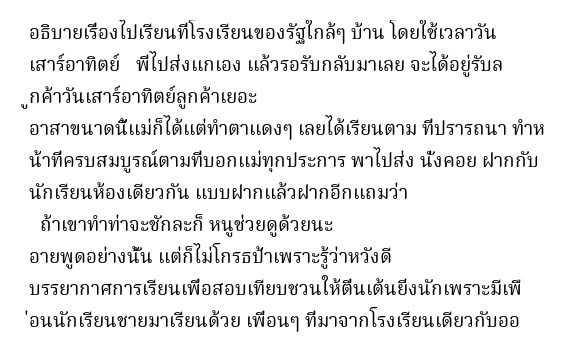 อธิบายเรื่องไปเรียนที่โรงเรียนของรัฐใกล้ๆ บ้าน โดยใช้เวลาวัน
เสาร์อาทิตย์   พี่ไปส่งแกเอง แล้วรอรับกลับมาเลย จะได้อยู่รับล
ูกค้าวันเสาร์อาทิตย์ลูกค้าเยอะ
อาสาขนาดนี้แม่ก็ได้แต่ทำตาแดงๆ เลยได้เรียนตาม ที่ปรารถนา ทำห
น้าที่ครบสมบูรณ์ตามที่บอกแม่ทุกประการ พาไปส่ง นั่งคอย ฝากกับ
นักเรียนห้องเดียวกัน แบบฝากแล้วฝากอีกแถมว่า
  ถ้าเขาทำท่าจะชักละก็ หนูช่วยดูด้วยนะ
อายพูดอย่างนั้น แต่ก็ไม่โกรธป้าเพราะรู้ว่าหวังดี
บรรยากาศการเรียนเพื่อสอบเทียบชวนให้ตื่นเต้นยิ่งนักเพราะมีเพื
่อนนักเรียนชายมาเรียนด้วย เพื่อนๆ ที่มาจากโรงเรียนเดียวกับออ